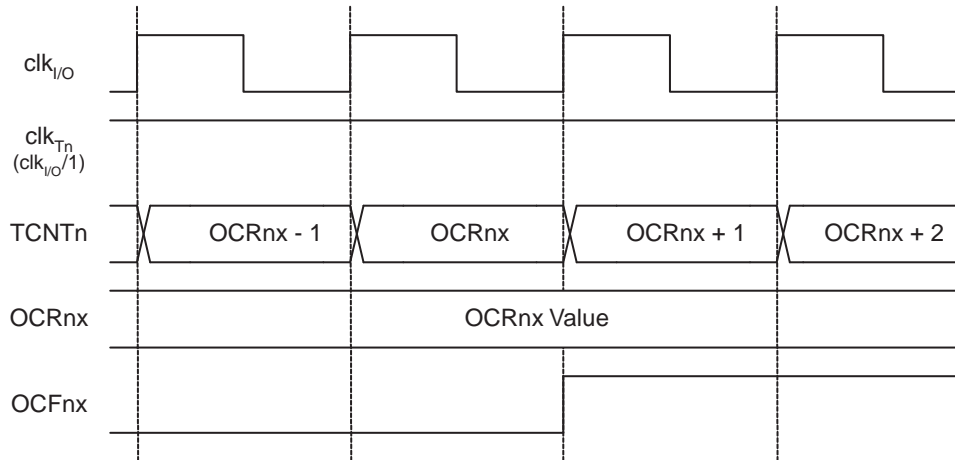 clkI/O
clkTn
(clkI/O/1)
TCNTn OCRnx - 1 OCRnx OCRnx + 1 OCRnx + 2
OCRnx OCRnx Value
OCFnx